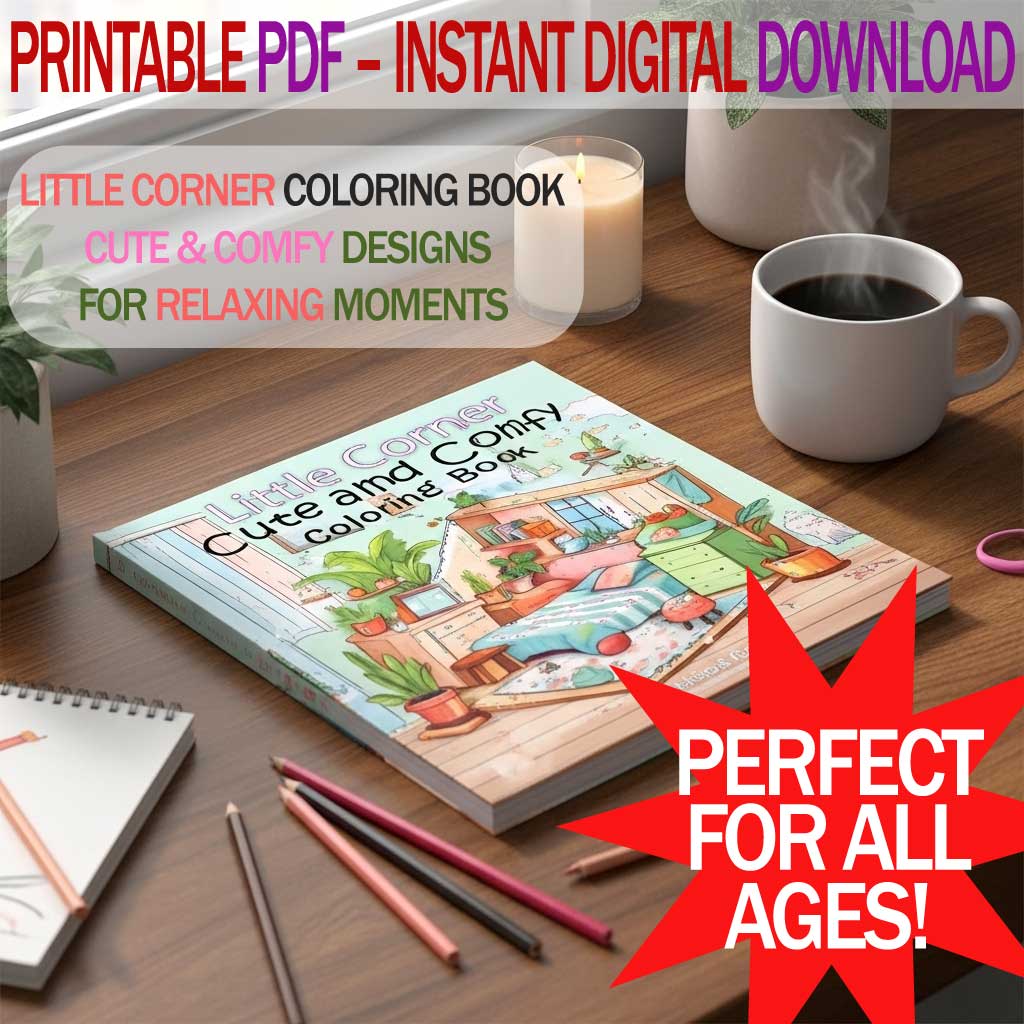 PRINTABLE PDF – INSTANT DIGITAL DOWNLOAD
LITTLE CORNER COLORING BOOK
CUTE & COMFY DESIGNS
FOR RELAXING MOMENTS
Little Corner
Cute amd Comfy
Coloring Book
PERFECT
FOR ALL
AGES!